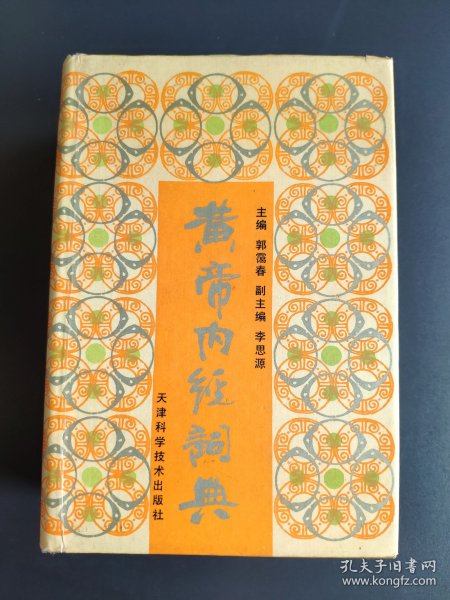 主编 郭霭春 副主编 李思源
黄帝内经词典
天津科学技术出版社
孔夫子旧书网
www.kongfz.com